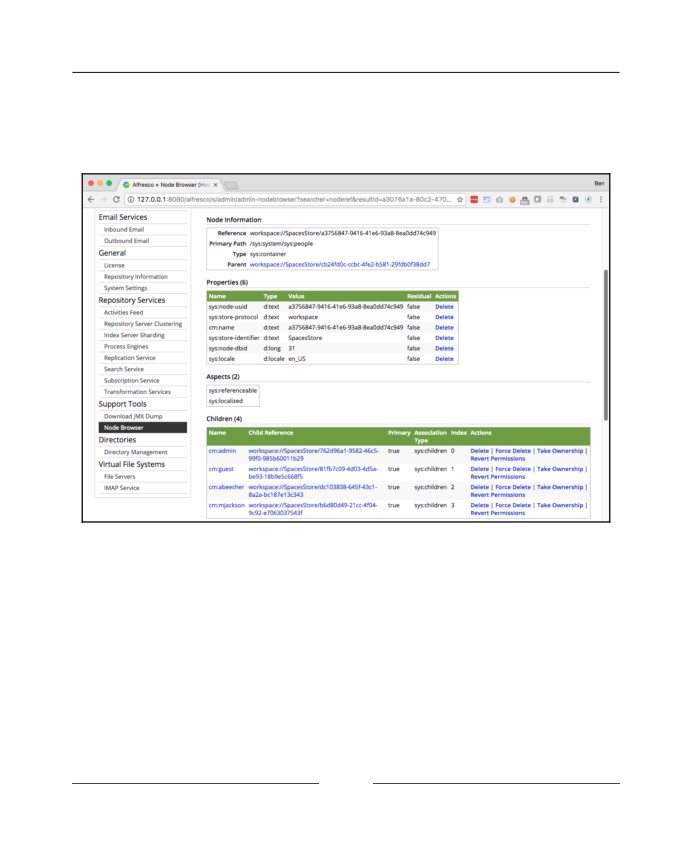 Alfresco » Node Browser (Hos
Ben
127.0.0.1:8080/alfresco/s/admin/admin-nodebrowser?searcher=noderef&resultId=a3076a1a-80c2-470...
Email Services
Inbound Email
Outbound Email
General
License
Repository Information
System Settings
Repository Services
Activities Feed
Repository Server Clustering
Index Server Sharding
Process Engines
Replication Service
Search Service
Subscription Service
Transformation Services
Support Tools
Download JMX Dump
Node Browser
Directories
Directory Management
Virtual File Systems
File Servers
IMAP Service
Node Information
Reference workspace://SpacesStore/a3756847-9416-41e6-93a8-8ea0dd74c949
Primary Path /sys:system/sys:people
Type sys:container
Parent workspace://SpacesStore/cb24fd0c-ccbc-4fe2-b581-29fdb0f38dd7
Properties (6)
Name Type Value Residual Actions
sys:node-uuid d:text a3756847-9416-41e6-93a8-8ea0dd74c949 false Delete
sys:store-protocol d:text workspace false Delete
cm:name d:text a3756847-9416-41e6-93a8-8ea0dd74c949 false Delete
sys:store-identifier d:text SpacesStore false Delete
sys:node-dbid d:long 31 false Delete
sys:locale d:locale en_US false Delete
Aspects (2)
sys:referenceable
sys:localized
Children (4)
Name Child Reference Primary Association Index Actions
Type
cm:admin workspace://SpacesStore/762d96a1-9582-46c5- true sys:children 0 Delete | Force Delete | Take Ownership |
99f0-985b60011b29 Revert Permissions
cm:guest workspace://SpacesStore/81fb7c09-4d03-4d5a- true sys:children 1 Delete | Force Delete | Take Ownership |
be93-18b9e5c668f5 Revert Permissions
cm:abeecher workspace://SpacesStore/dc103838-645f-43c1- true sys:children 2 Delete | Force Delete | Take Ownership |
8a2a-bc187e13c343 Revert Permissions
cm:mjackson workspace://SpacesStore/b6d80d49-21cc-4f04- true sys:children 3 Delete | Force Delete | Take Ownership |
9c92-e7063037543f Revert Permissions